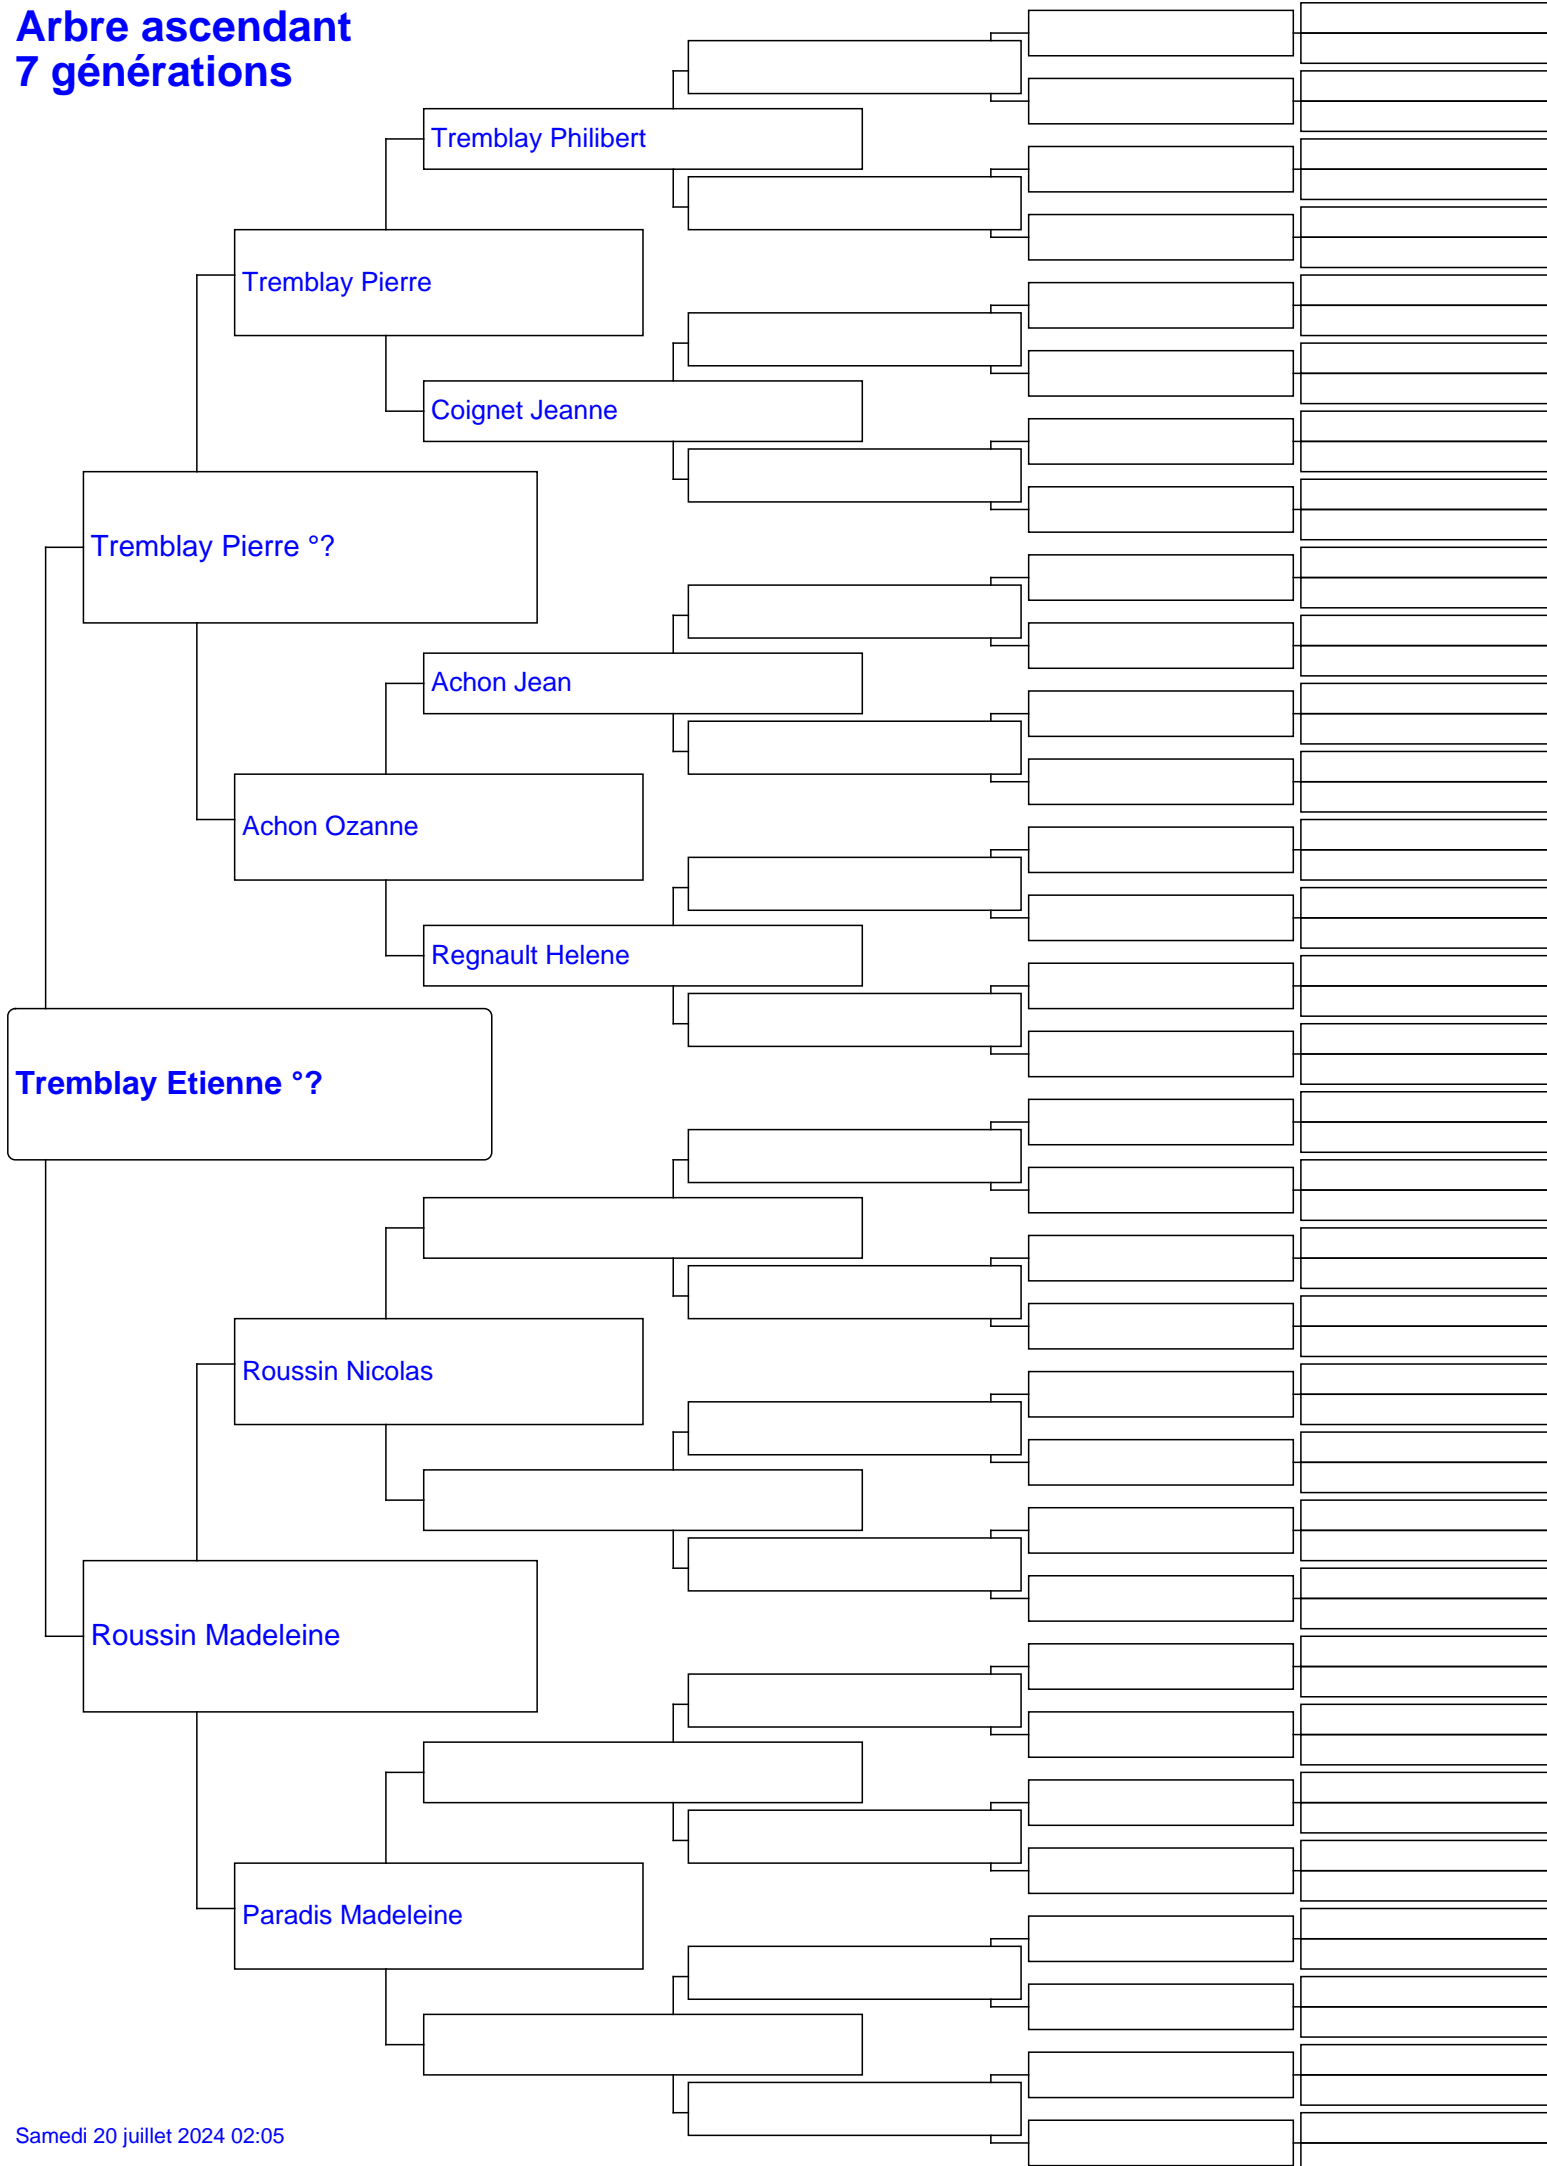 Arbre ascendant
7 générations
Tremblay Philibert
Tremblay Pierre
Coignet Jeanne
Tremblay Pierre °?
Achon Jean
Achon Ozanne
Regnault Helene
Tremblay Etienne °?
Roussin Nicolas
Roussin Madeleine
Paradis Madeleine
Samedi 20 juillet 2024 02:05